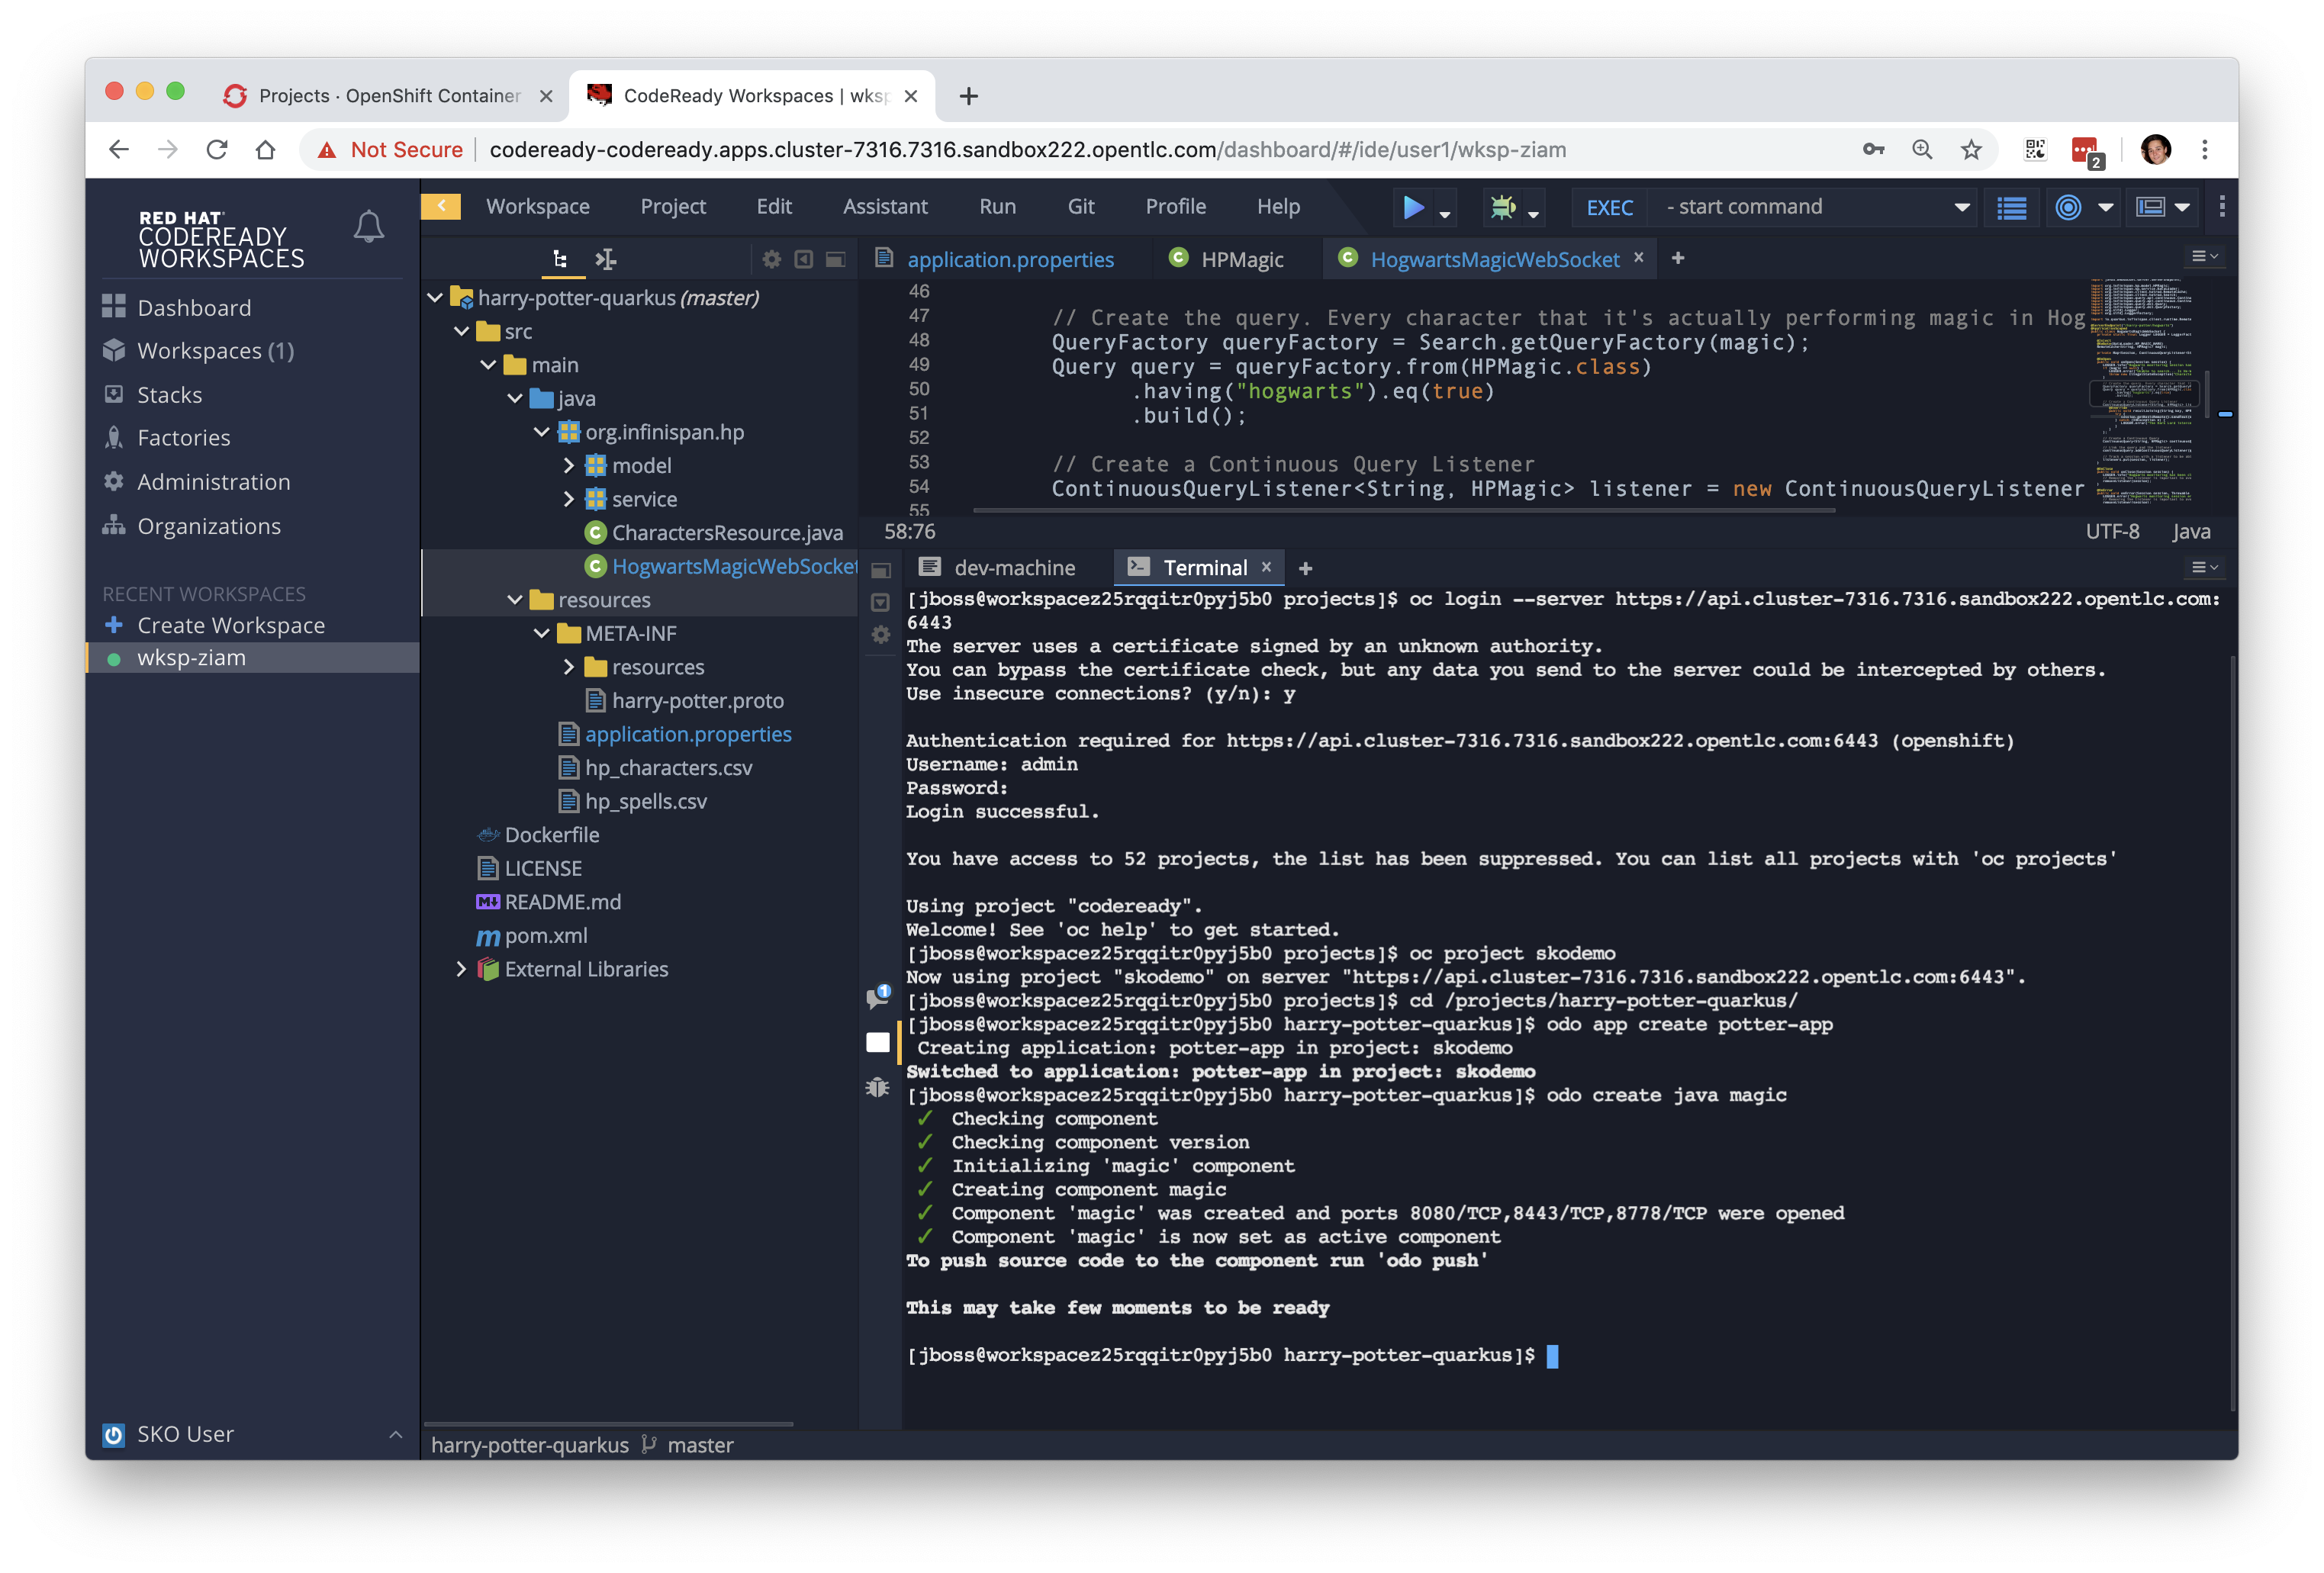 Projects · OpenShift Container
CodeReady Workspaces | wksp
Not Secure
codeready-codeready.apps.cluster-7316.7316.sandbox222.opentlc.com/dashboard/#/ide/user1/wksp-ziam
2
RED HAT
CODEREADY
WORKSPACES
Dashboard
Workspaces (1)
Stacks
Factories
Administration
Organizations
RECENT WORKSPACES
Create Workspace
wksp-ziam
SKO User
Workspace Project Edit Assistant Run Git Profile Help
EXEC - start command
harry-potter-quarkus (master)
src
main
java
org.infinispan.hp
model
service
CharactersResource.java
HogwartsMagicWebSocket
resources
META-INF
resources
harry-potter.proto
application.properties
hp_characters.csv
hp_spells.csv
Dockerfile
LICENSE
README.md
pom.xml
External Libraries
application.properties HPMagic HogwartsMagicWebSocket
46
47 // Create the query. Every character that it's actually performing magic in Hog
48 QueryFactory queryFactory = Search.getQueryFactory(magic);
49 Query query = queryFactory.from(HPMagic.class)
50 .having("hogwarts").eq(true)
51 .build();
52
53 // Create a Continuous Query Listener
54 ContinuousQueryListener<String, HPMagic> listener = new ContinuousQueryListener
55
58:76 UTF-8 Java
dev-machine Terminal
[jboss@workspacez25rqqitr0pyj5b0 projects]$ oc login --server https://api.cluster-7316.7316.sandbox222.opentlc.com:
6443
The server uses a certificate signed by an unknown authority.
You can bypass the certificate check, but any data you send to the server could be intercepted by others.
Use insecure connections? (y/n): y
Authentication required for https://api.cluster-7316.7316.sandbox222.opentlc.com:6443 (openshift)
Username: admin
Password:
Login successful.
You have access to 52 projects, the list has been suppressed. You can list all projects with 'oc projects'
Using project "codeready".
Welcome! See 'oc help' to get started.
[jboss@workspacez25rqqitr0pyj5b0 projects]$ oc project skodemo
Now using project "skodemo" on server "https://api.cluster-7316.7316.sandbox222.opentlc.com:6443".
[jboss@workspacez25rqqitr0pyj5b0 projects]$ cd /projects/harry-potter-quarkus/
[jboss@workspacez25rqqitr0pyj5b0 harry-potter-quarkus]$ odo app create potter-app
Creating application: potter-app in project: skodemo
Switched to application: potter-app in project: skodemo
[jboss@workspacez25rqqitr0pyj5b0 harry-potter-quarkus]$ odo create java magic
✓ Checking component
✓ Checking component version
✓ Initializing 'magic' component
✓ Creating component magic
✓ Component 'magic' was created and ports 8080/TCP,8443/TCP,8778/TCP were opened
✓ Component 'magic' is now set as active component
To push source code to the component run 'odo push'
This may take few moments to be ready
[jboss@workspacez25rqqitr0pyj5b0 harry-potter-quarkus]$
1
harry-potter-quarkus master